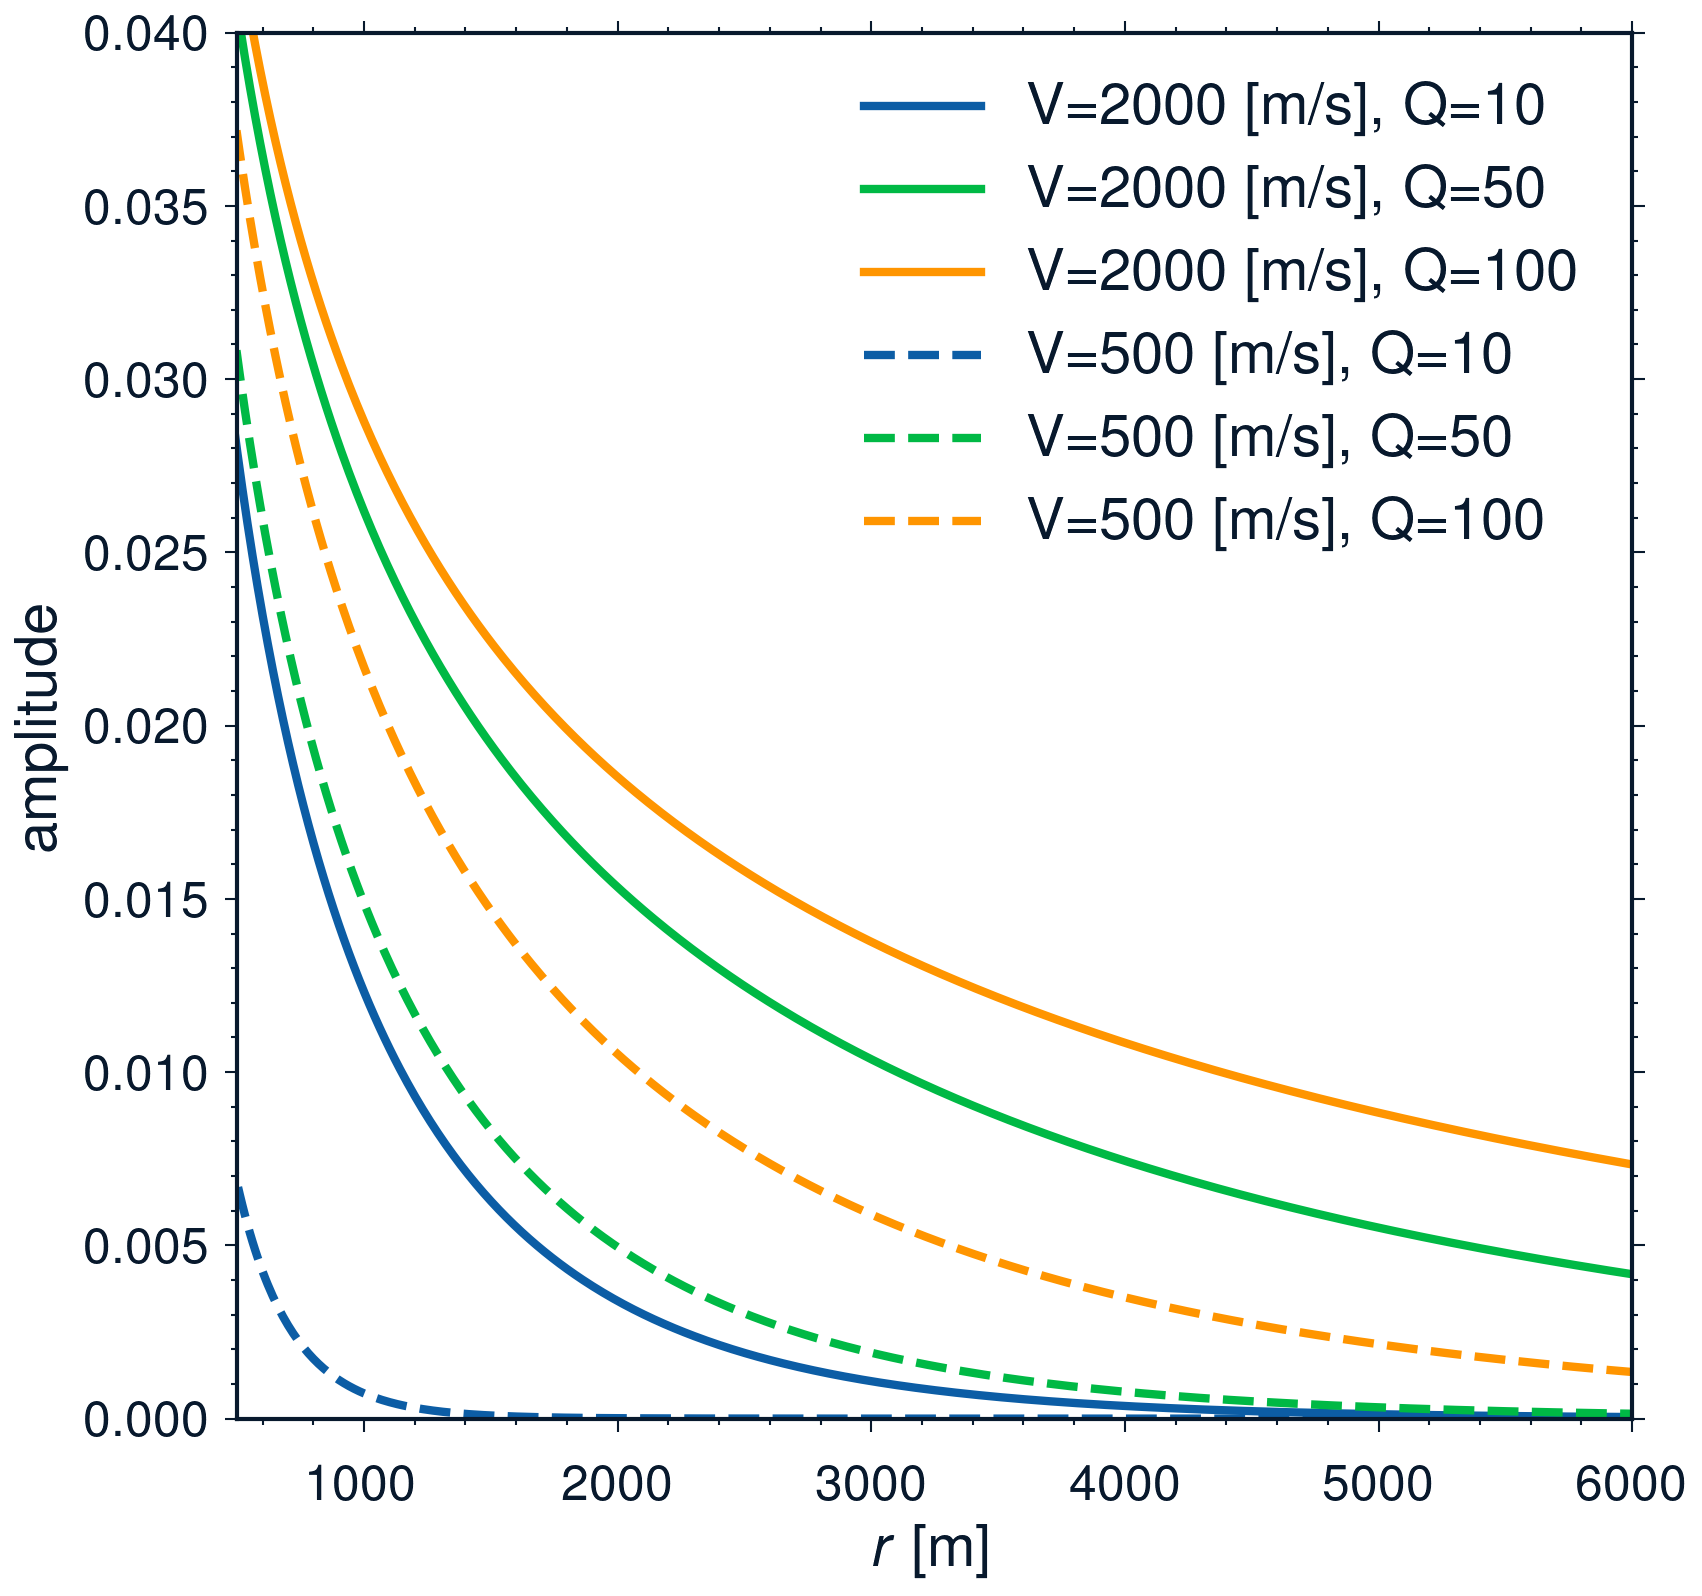 0.040
0.035
0.030
0.025
0.020
0.015
0.010
0.005
0.000
amplitude
V=2000 [m/s], Q=10
V=2000 [m/s], Q=50
V=2000 [m/s], Q=100
V=500 [m/s], Q=10
V=500 [m/s], Q=50
V=500 [m/s], Q=100
1000 2000 3000 4000 5000 6000
r [m]